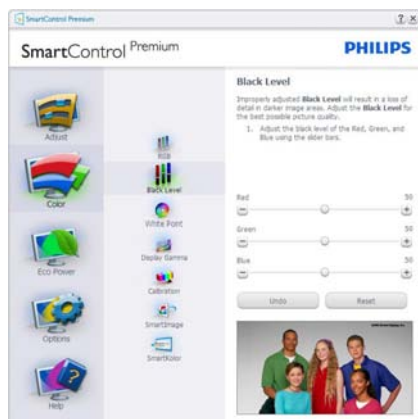 SmartControl Premium
SmartControl Premium
PHILIPS
Adjust
Color
Eco Power
Options
Help
RGB
Black Level
White Point
Display Gamma
Calibration
SmartImage
SmartKolor
Black Level
Improperly adjusted Black Level will result in a loss of
detail in darker image areas. Adjust the Black Level for
the best possible picture quality.
1. Adjust the black level of the Red, Green, and
Blue using the slider bars.
Red 50
Green 50
Blue 50
Undo Reset